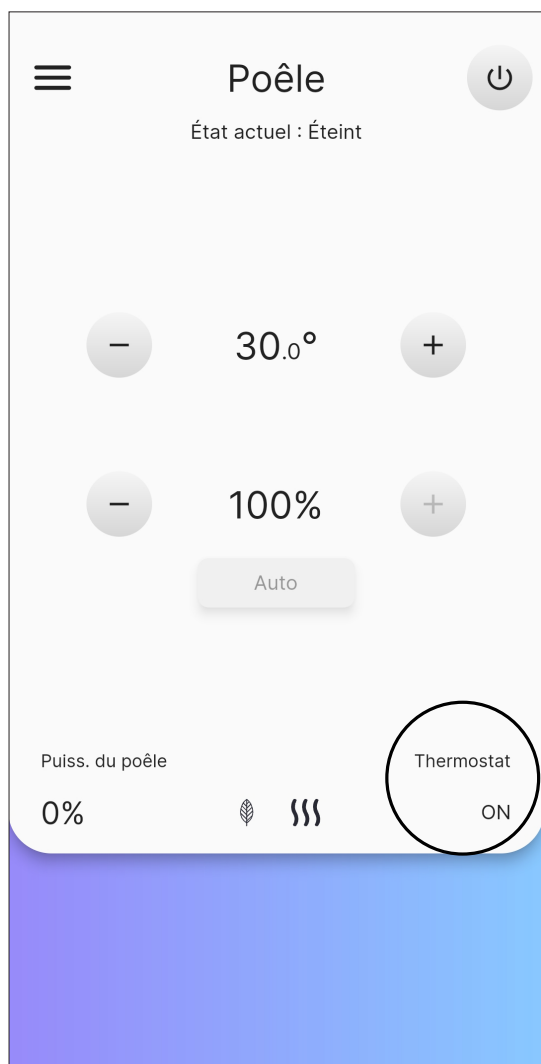 Poêle
État actuel : Éteint
− 30.0° +
− 100% +
Auto
Puiss. du poêle
Thermostat
0%
ON